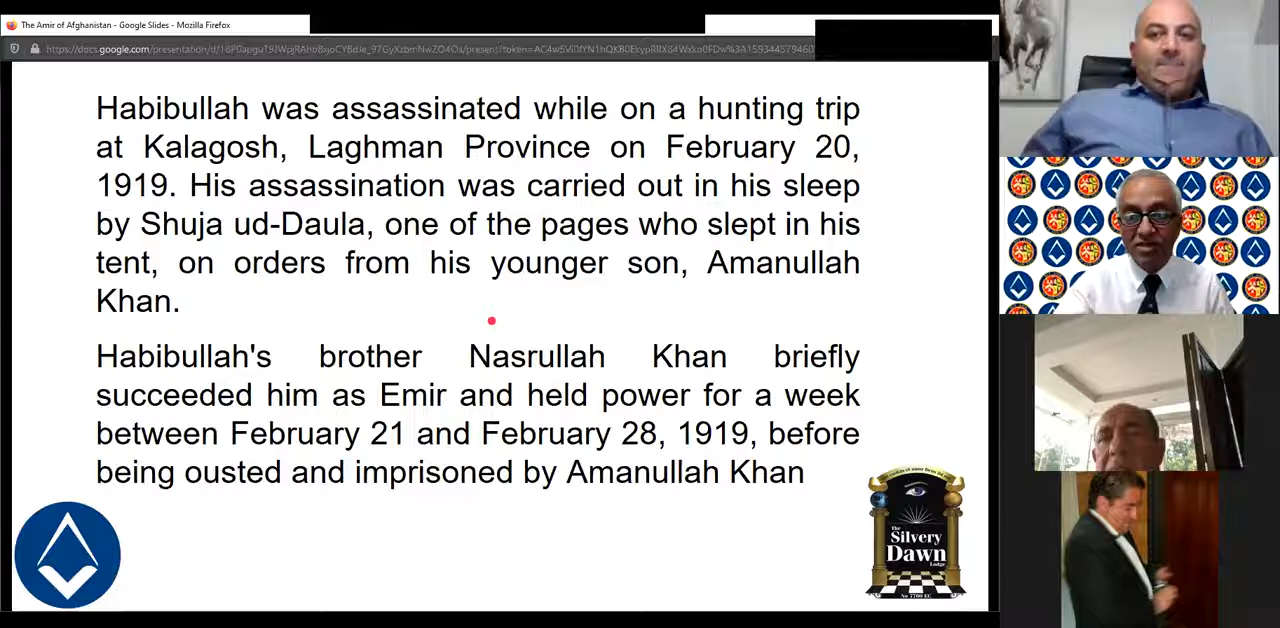 The Amir of Afghanistan - Google Slides - Mozilla Firefox
Habibullah was assassinated while on a hunting trip
at Kalagosh, Laghman Province on February 20,
1919. His assassination was carried out in his sleep
by Shuja ud-Daula, one of the pages who slept in his
tent, on orders from his younger son, Amanullah
Khan.
Habibullah's brother Nasrullah Khan briefly
succeeded him as Emir and held power for a week
between February 21 and February 28, 1919, before
being ousted and imprisoned by Amanullah Khan
The
Silvery
Dawn
Lodge
No 7700 EC